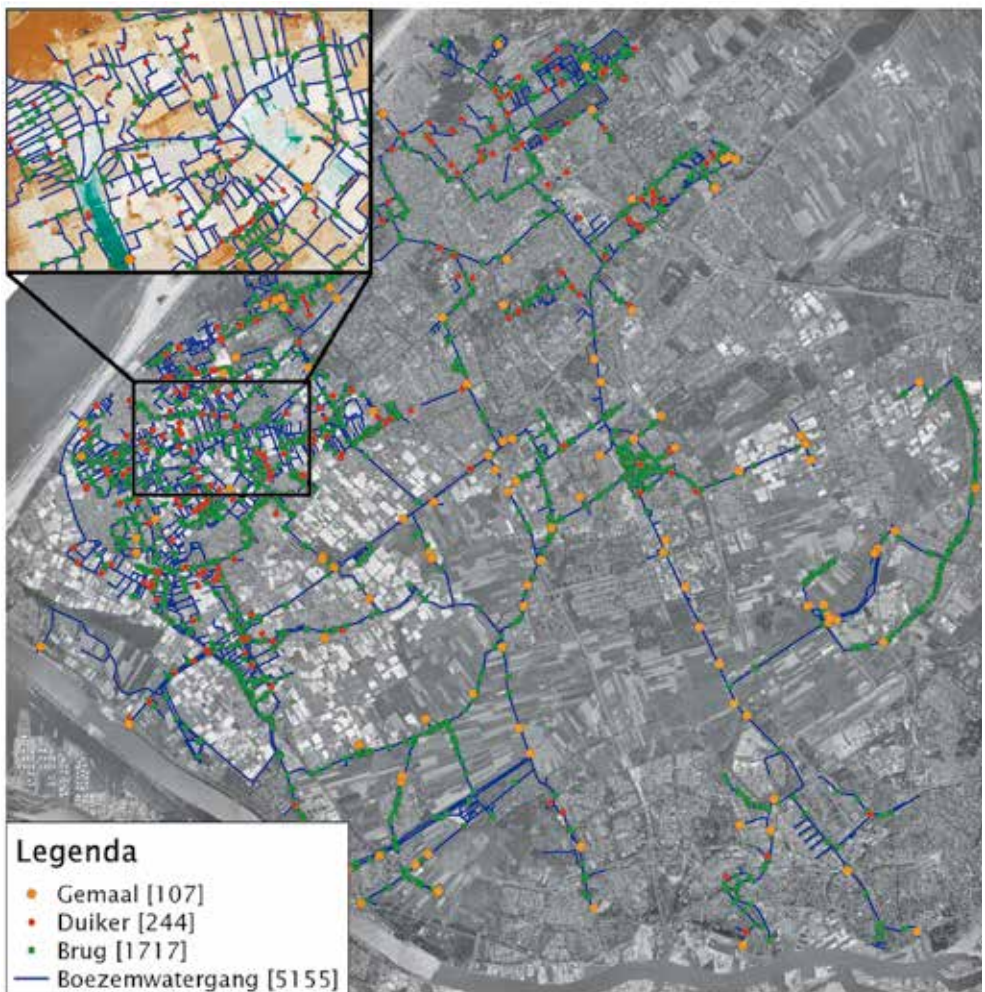 Legenda
Gemaal [107]
Duiker [244]
Brug [1717]
Boezemwatergang [5155]